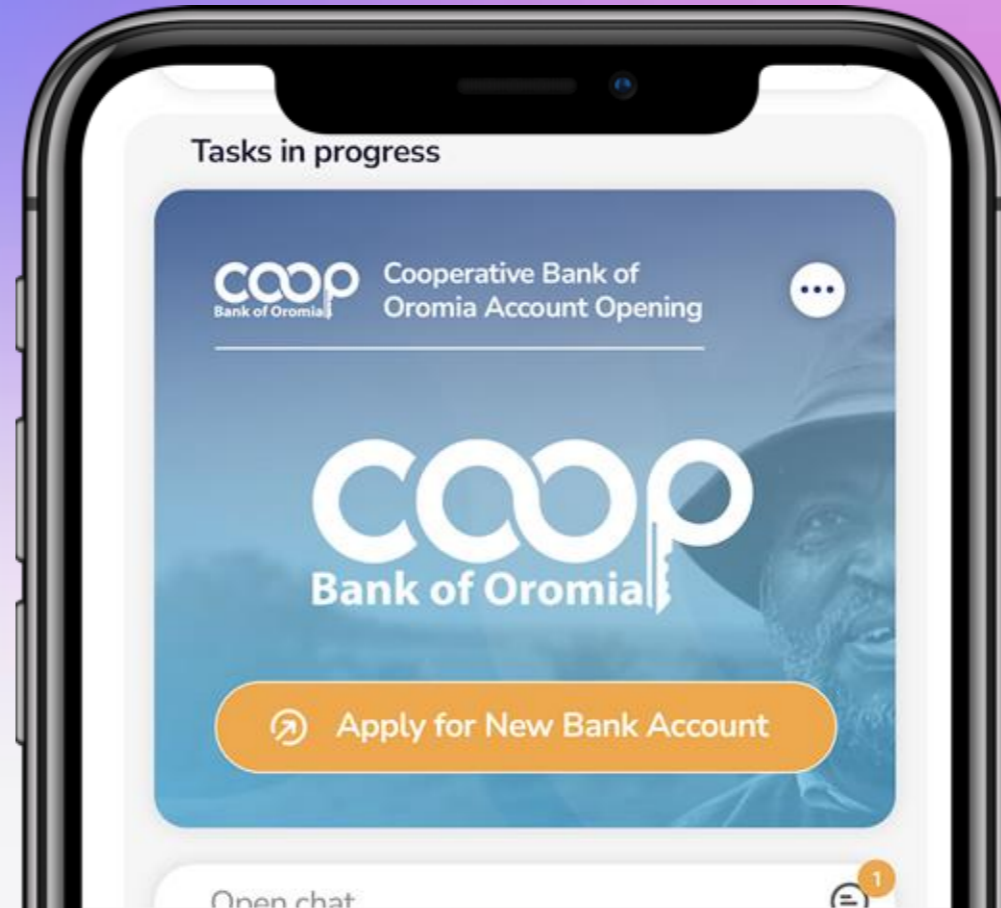 Tasks in progress
coop
Bank of Oromia
Cooperative Bank of
Oromia Account Opening
coop
Bank of Oromia
Apply for New Bank Account
Open chat
1